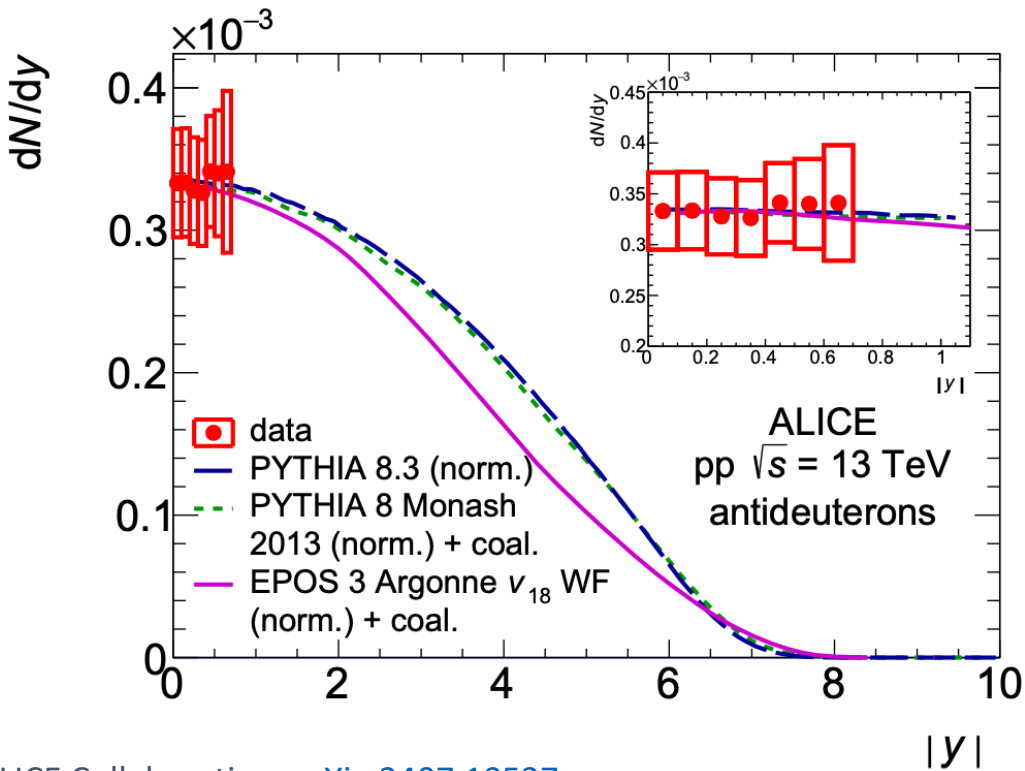 ×10⁻³
dN/dy
0.4
0.3
0.2
0.1
0
0 2 4 6 8 10
|y|
×10⁻³
dN/dy
0.45
0.4
0.35
0.3
0.25
0.2
0 0.2 0.4 0.6 0.8 1
|y|
data
PYTHIA 8.3 (norm.)
PYTHIA 8 Monash
2013 (norm.) + coal.
EPOS 3 Argonne v₁₈ WF
(norm.) + coal.
ALICE
pp √s = 13 TeV
antideuterons